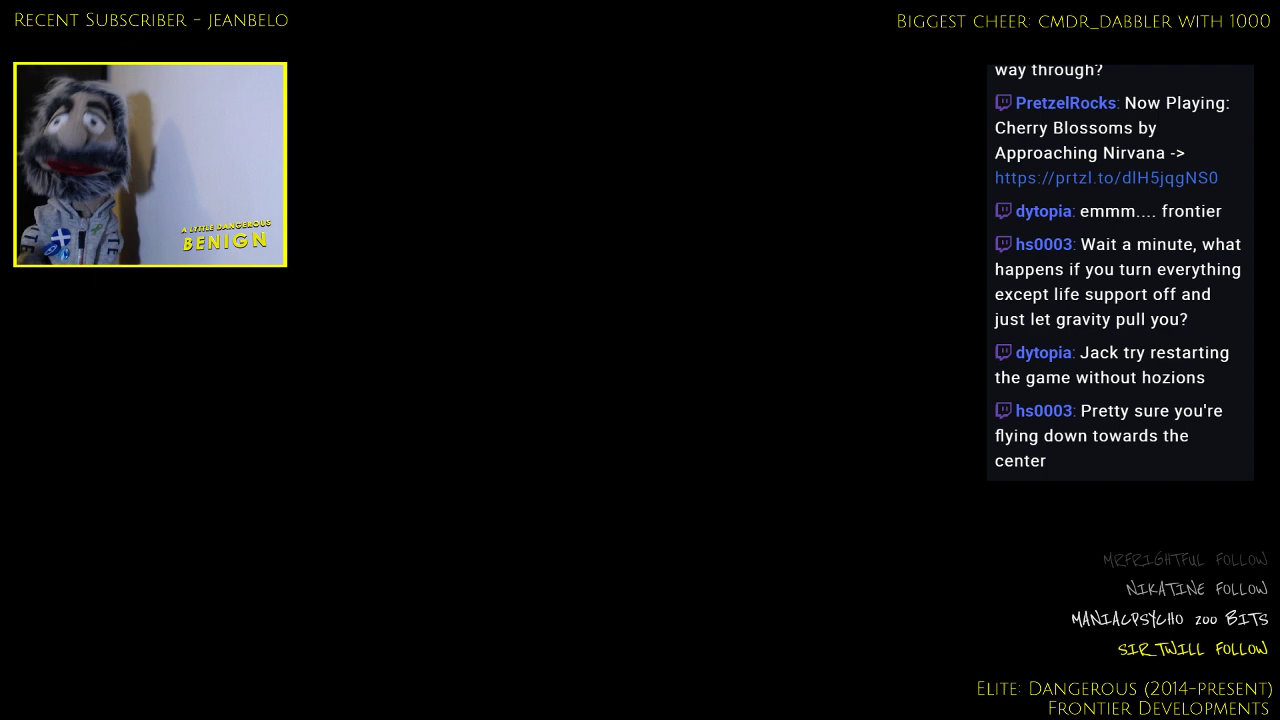 Recent Subscriber - jeanbelo
Biggest cheer: cmdr_dabbler with 1000
A LYTTLE DANGEROUS
BENIGN
way through?
PretzelRocks: Now Playing:
Cherry Blossoms by
Approaching Nirvana ->
https://prtzl.to/dlH5jqgNS0
dytopia: emmm.... frontier
hs0003: Wait a minute, what
happens if you turn everything
except life support off and
just let gravity pull you?
dytopia: Jack try restarting
the game without hozions
hs0003: Pretty sure you're
flying down towards the
center
MRFRIGHTFUL FOLLOW
NIKATINE FOLLOW
MANIACPSYCHO 200 BITS
SIR_TWILL FOLLOW
Elite: Dangerous (2014-present)
Frontier Developments